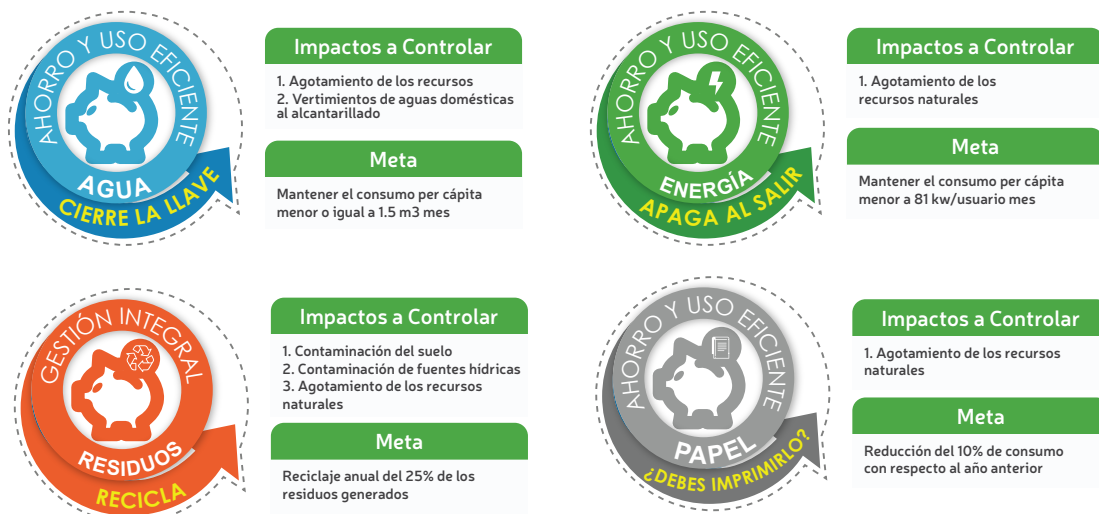 AHORRO Y USO EFICIENTE
AGUA
CIERRE LA LLAVE
Impactos a Controlar
1. Agotamiento de los recursos
2. Vertimientos de aguas domésticas
al alcantarillado
Meta
Mantener el consumo per cápita
menor o igual a 1.5 m3 mes
AHORRO Y USO EFICIENTE
ENERGÍA
APAGA AL SALIR
Impactos a Controlar
1. Agotamiento de los
recursos naturales
Meta
Mantener el consumo per cápita
menor a 81 kw/usuario mes
GESTIÓN INTEGRAL
RESIDUOS
RECICLA
Impactos a Controlar
1. Contaminación del suelo
2. Contaminación de fuentes hídricas
3. Agotamiento de los recursos
naturales
Meta
Reciclaje anual del 25% de los
residuos generados
AHORRO Y USO EFICIENTE
PAPEL
¿DEBES IMPRIMIRLO?
Impactos a Controlar
1. Agotamiento de los recursos
naturales
Meta
Reducción del 10% de consumo
con respecto al año anterior